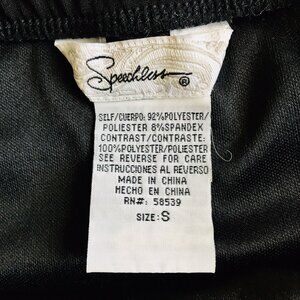 Speechless®
SELF/CUERPO: 92%POLYESTER/
POLIESTER 8%SPANDEX
CONTRAST/CONTRASTE:
100%POLYESTER/POLIESTER
SEE REVERSE FOR CARE
INSTRUCCIONES AL REVERSO
MADE IN CHINA
HECHO EN CHINA
RN#: 58539
SIZE: S